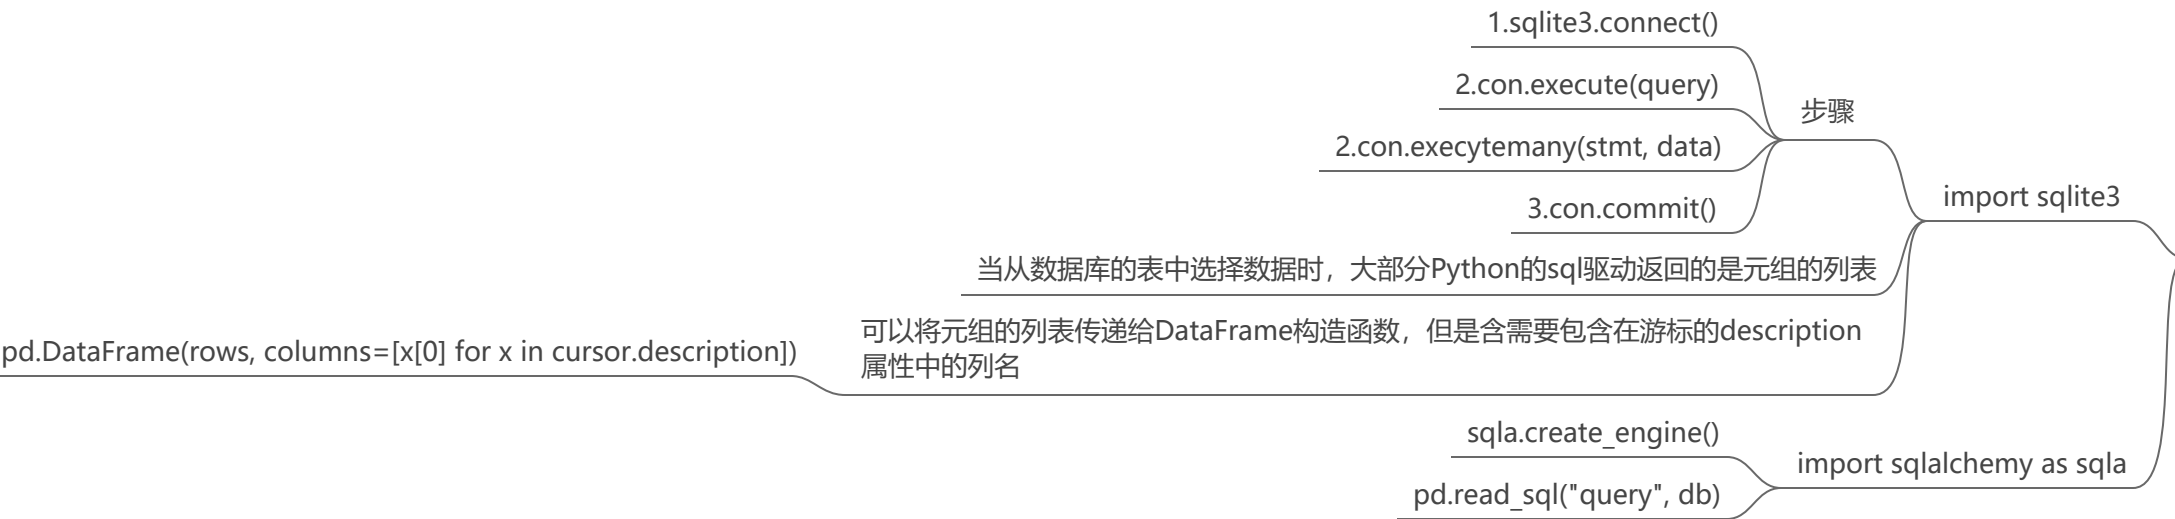 1.sqlite3.connect()
2.con.execute(query)
步骤
2.con.execytemany(stmt, data)
3.con.commit()
import sqlite3
当从数据库的表中选择数据时，大部分Python的sql驱动返回的是元组的列表
可以将元组的列表传递给DataFrame构造函数，但是含需要包含在游标的description
属性中的列名
pd.DataFrame(rows, columns=[x[0] for x in cursor.description])
sqla.create_engine()
import sqlalchemy as sqla
pd.read_sql("query", db)